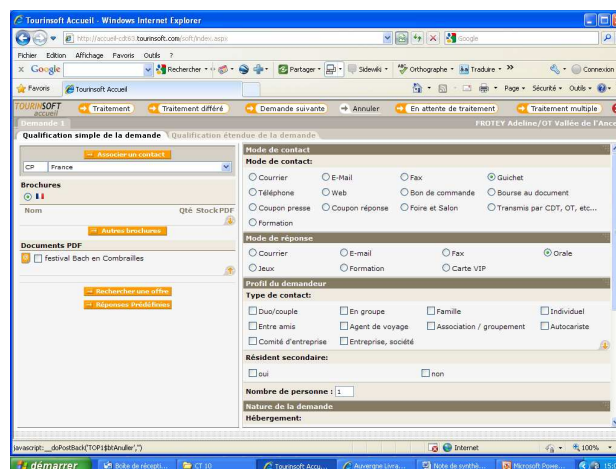 Tourinsoft Accueil - Windows Internet Explorer
http://accueil-cdt63.tourinsoft.com/soft/index.aspx
Google
Fichier Edition Affichage Favoris Outils ?
x Google Rechercher Partager Sidewiki Orthographe Traduire » Connexion
Favoris Tourinsoft Accueil Page Sécurité Outils
TOURINSOFT accueil Traitement Traitement différé Demande suivante Annuler En attente de traitement Traitement multiple
Demande 1 FROTEY Adeline/OT Vallée de l'Ance
Qualification simple de la demande Qualification étendue de la demande
Associer un contact
CP France
Brochures
Nom Qté Stock PDF
Autres brochures
Documents PDF
festival Bach en Combrailles
Rechercher une offre
Réponses Prédéfinies
Mode de contact
Mode de contact:
Courrier E-Mail Fax Guichet
Téléphone Web Bon de commande Bourse au document
Coupon presse Coupon réponse Foire et Salon Transmis par CDT, OT, etc...
Formation
Mode de réponse
Courrier E-mail Fax Orale
Jeux Formation Carte VIP
Profil du demandeur
Type de contact:
Duo/couple En groupe Famille Individuel
Entre amis Agent de voyage Association / groupement Autocariste
Comité d'entreprise Entreprise, société
Résident secondaire:
oui non
Nombre de personne : 1
Nature de la demande
Hébergement:
javascript:__doPostBack('TOP1$btAnuller','') Internet 100%
démarrer Boîte de récepti... CT 10 Tourinsoft Accu... Auvergne Livra... Note de synthè... Microsoft Powe...